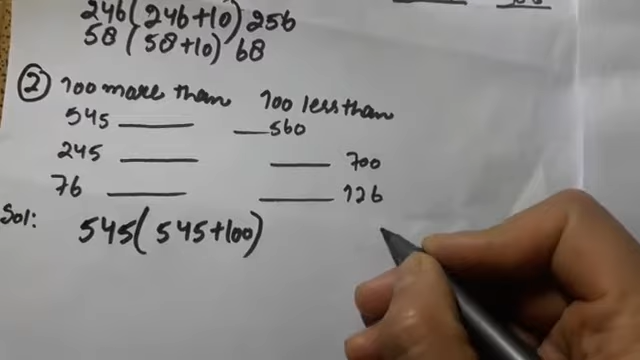 246(246+10) 256
58 (58+10) 68
② 100 more than 100 less than
545 ____ ____ 560
245 ____ ____ 700
76 ____ ____ 126
Sol: 545(545+100)